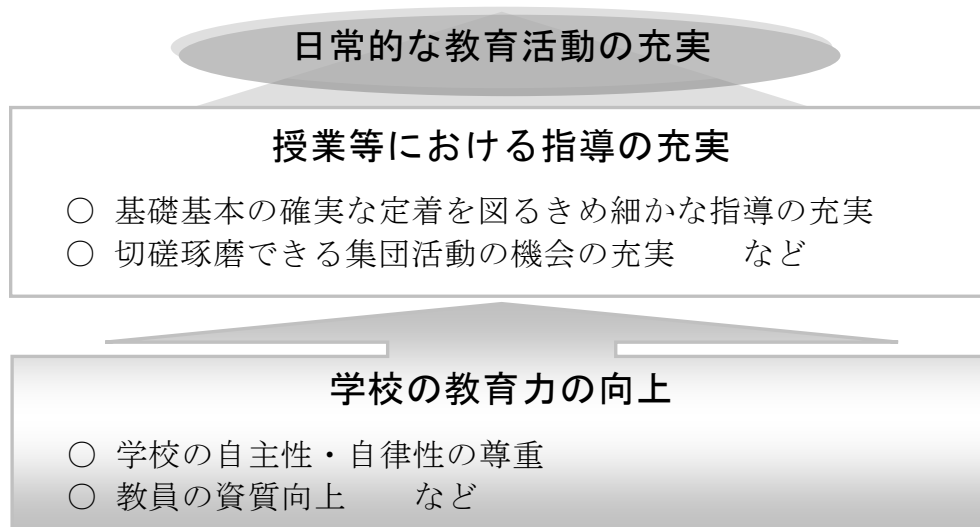 日常的な教育活動の充実
授業等における指導の充実
○ 基礎基本の確実な定着を図るきめ細かな指導の充実
○ 切磋琢磨できる集団活動の機会の充実　　など
学校の教育力の向上
○ 学校の自主性・自律性の尊重
○ 教員の資質向上　　など